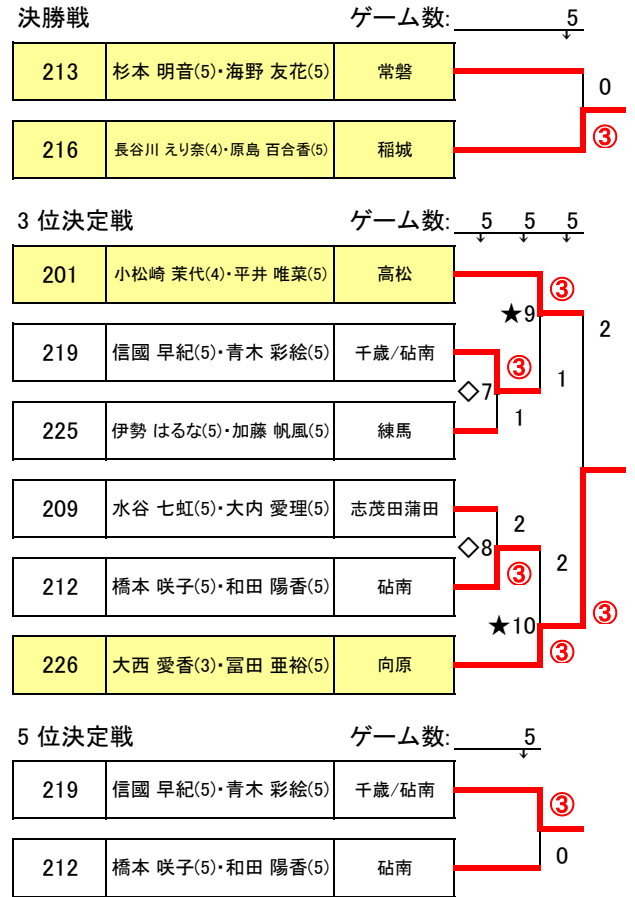 決勝戦 ゲーム数: 5
↓
213 杉本 明音(5)・海野 友花(5) 常磐
0
216 長谷川 えり奈(4)・原島 百合香(5) 稲城 ③
3 位決定戦 ゲーム数: 5 5 5
↓ ↓ ↓
201 小松崎 茉代(4)・平井 唯菜(5) 高松 ③
★9 2
219 信國 早紀(5)・青木 彩絵(5) 千歳/砧南 ③
◇7 1
225 伊勢 はるな(5)・加藤 帆風(5) 練馬 1
209 水谷 七虹(5)・大内 愛理(5) 志茂田蒲田 2
◇8 2
212 橋本 咲子(5)・和田 陽香(5) 砧南 ③
★10 ③
226 大西 愛香(3)・冨田 亜裕(5) 向原 ③
5 位決定戦 ゲーム数: 5
↓
219 信國 早紀(5)・青木 彩絵(5) 千歳/砧南 ③
0
212 橋本 咲子(5)・和田 陽香(5) 砧南